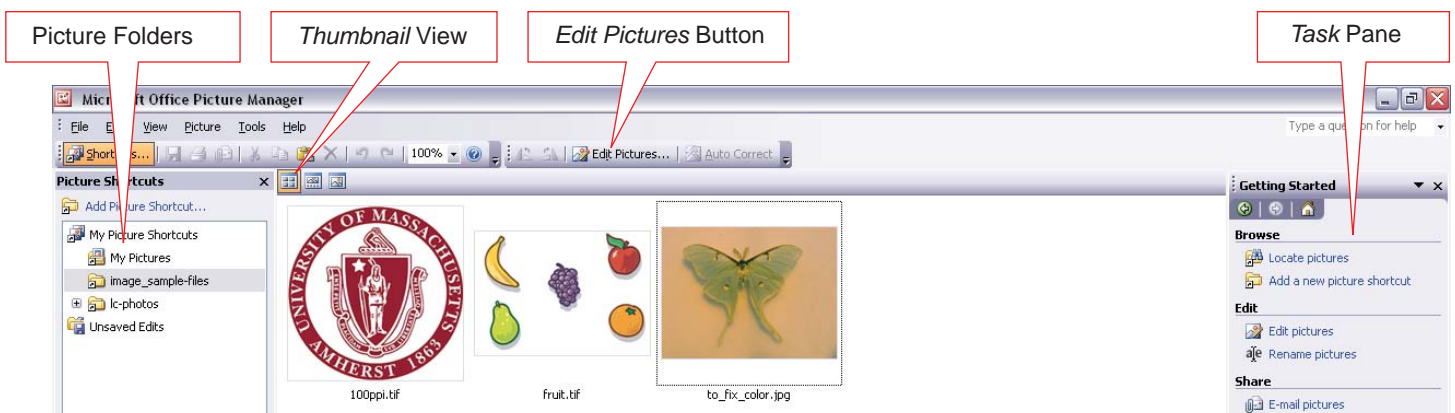 Picture Folders
Thumbnail View
Edit Pictures Button
Task Pane
Microsoft Office Picture Manager
File E View Picture Tools Help
Type a question for help
Shortcuts... 100% Edit Pictures... Auto Correct
Picture Shortcuts
Add Picture Shortcut...
My Picture Shortcuts
My Pictures
image_sample-files
lc-photos
Unsaved Edits
UNIVERSITY OF MASSACHUSETTS
AMHERST 1863
100ppi.tif
fruit.tif
to_fix_color.jpg
Getting Started
Browse
Locate pictures
Add a new picture shortcut
Edit
Edit pictures
Rename pictures
Share
E-mail pictures